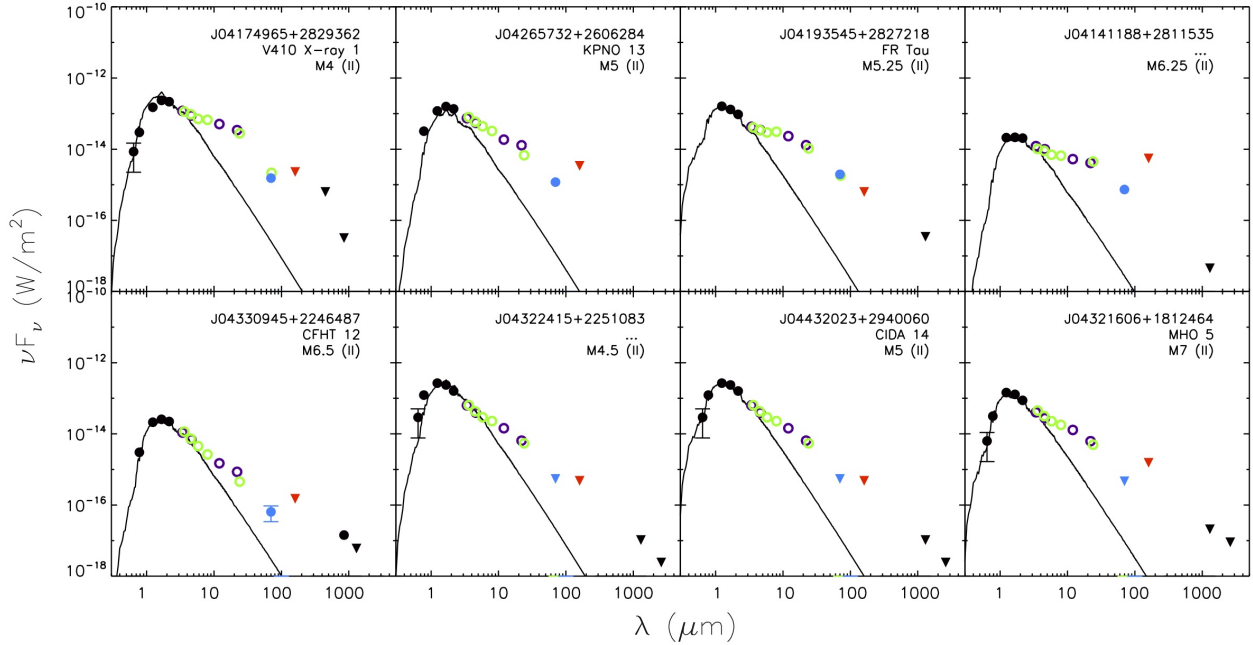 J04174965+2829362
V410 X-ray 1
M4 (II)
J04265732+2606284
KPNO 13
M5 (II)
J04193545+2827218
FR Tau
M5.25 (II)
J04141188+2811535
...
M6.25 (II)
10⁻¹⁰
10⁻¹²
10⁻¹⁴
10⁻¹⁶
10⁻¹⁸
J04330945+2246487
CFHT 12
M6.5 (II)
J04322415+2251083
...
M4.5 (II)
J04432023+2940060
CIDA 14
M5 (II)
J04321606+1812464
MHO 5
M7 (II)
10⁻¹⁰
10⁻¹²
10⁻¹⁴
10⁻¹⁶
10⁻¹⁸
νFν (W/m²)
1 10 100 1000 1 10 100 1000 1 10 100 1000 1 10 100 1000
λ (μm)